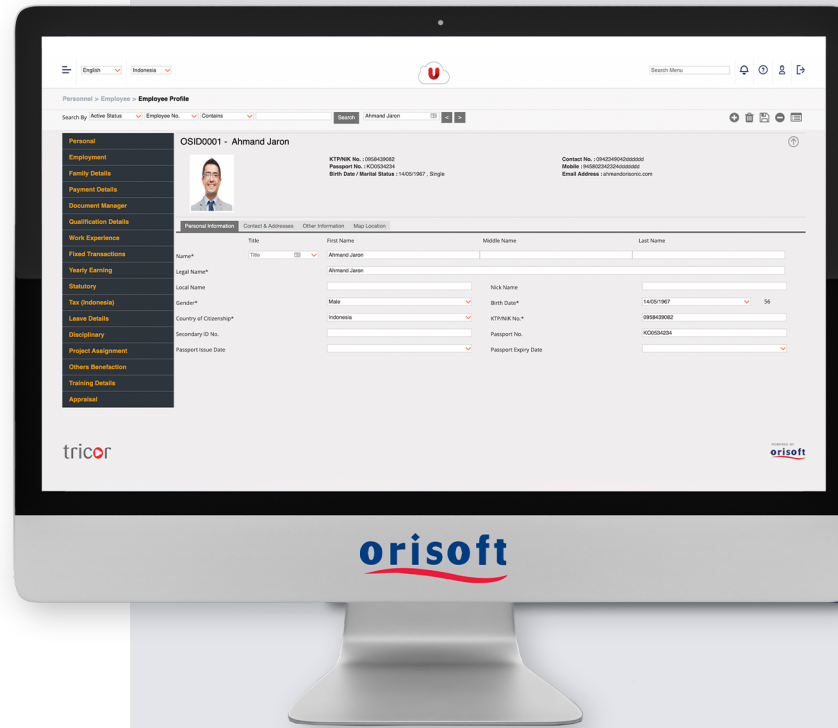 English Indonesia Search Menu
Personnel > Employee > Employee Profile
Search By Active Status Employee No. Contains Search Ahmand Jaron < >
Personal
Employment
Family Details
Payment Details
Document Manager
Qualification Details
Work Experience
Fixed Transactions
Yearly Earning
Statutory
Tax (Indonesia)
Leave Details
Disciplinary
Project Assignment
Others Benefaction
Training Details
Appraisal
OSID0001 - Ahmand Jaron
KTP/NIK No. : 0958439082
Passport No. : KO0534234
Birth Date / Marital Status : 14/05/1967 , Single
Contact No. : 0942349042dddddd
Mobile : 945802342324ddddddd
Email Address : ahmandorisonic.com
Personal Information Contact & Addresses Other Information Map Location
Title First Name Middle Name Last Name
Name* Title Ahmand Jaron
Legal Name* Ahmand Jaron
Local Name Nick Name
Gender* Male Birth Date* 14/05/1967 56
Country of Citizenship* Indonesia KTP/NIK No.* 0958439082
Secondary ID No. Passport No. KO0534234
Passport Issue Date Passport Expiry Date
tricor
POWERED BY
orisoft
orisoft